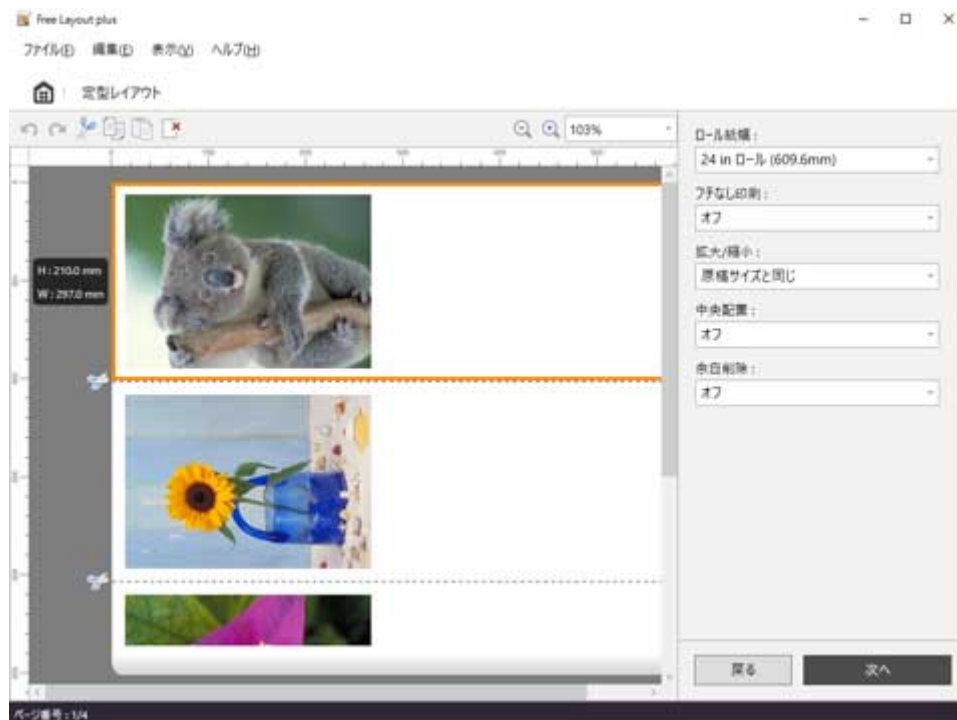 Free Layout plus
ファイル(F) 編集(E) 表示(V) ヘルプ(H)
定型レイアウト
103%
ロール紙幅:
24 in ロール (609.6mm)
フチなし印刷:
オフ
拡大/縮小:
原稿サイズと同じ
中央配置:
オフ
余白削除:
オフ
H : 210.0 mm
W : 297.0 mm
戻る 次へ
ページ番号 : 1/4